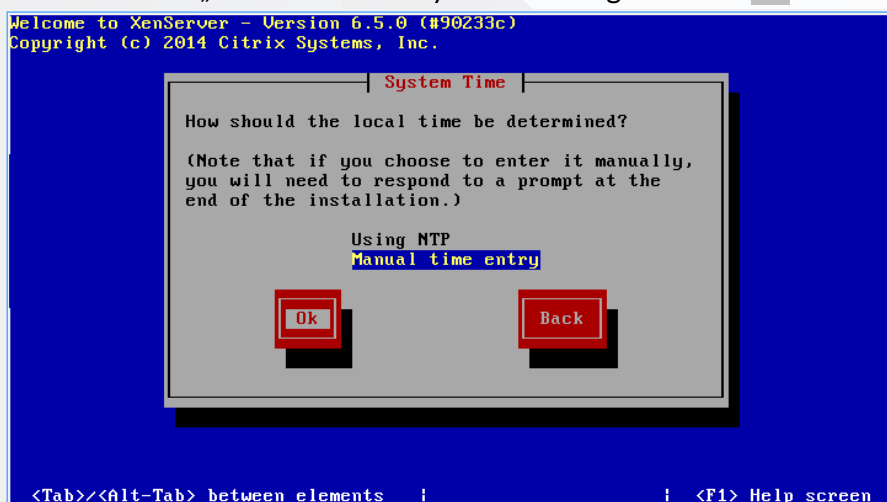 Welcome to XenServer - Version 6.5.0 (#90233c)
Copyright (c) 2014 Citrix Systems, Inc.
System Time
How should the local time be determined?
(Note that if you choose to enter it manually,
you will need to respond to a prompt at the
end of the installation.)
Using NTP
Manual time entry
Ok Back
<Tab>/<Alt-Tab> between elements | | <F1> Help screen